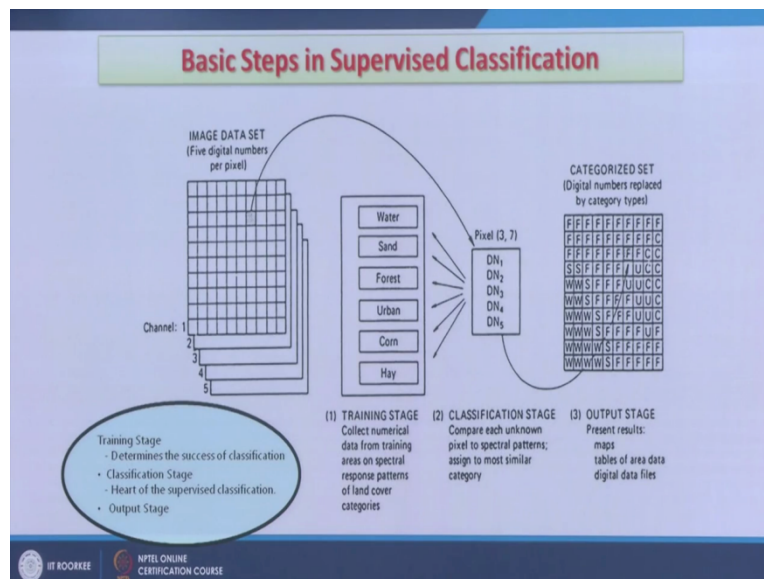 Basic Steps in Supervised Classification
IMAGE DATA SET
(Five digital numbers
per pixel)
Channel: 1
2
3
4
5
Water
Sand
Forest
Urban
Corn
Hay
Pixel (3, 7)
DN1
DN2
DN3
DN4
DN5
CATEGORIZED SET
(Digital numbers replaced
by category types)
(1) TRAINING STAGE
Collect numerical
data from training
areas on spectral
response patterns
of land cover
categories
(2) CLASSIFICATION STAGE
Compare each unknown
pixel to spectral patterns;
assign to most similar
category
(3) OUTPUT STAGE
Present results:
maps
tables of area data
digital data files
Training Stage
- Determines the success of classification
• Classification Stage
- Heart of the supervised classification.
• Output Stage
IIT ROORKEE
NPTEL ONLINE
CERTIFICATION COURSE